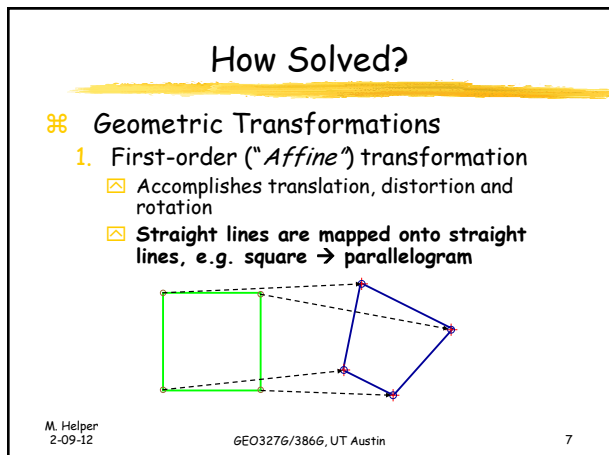 How Solved?
Geometric Transformations
1. First-order ("Affine") transformation
Accomplishes translation, distortion and
rotation
Straight lines are mapped onto straight
lines, e.g. square → parallelogram
M. Helper
2-09-12
GEO327G/386G, UT Austin
7